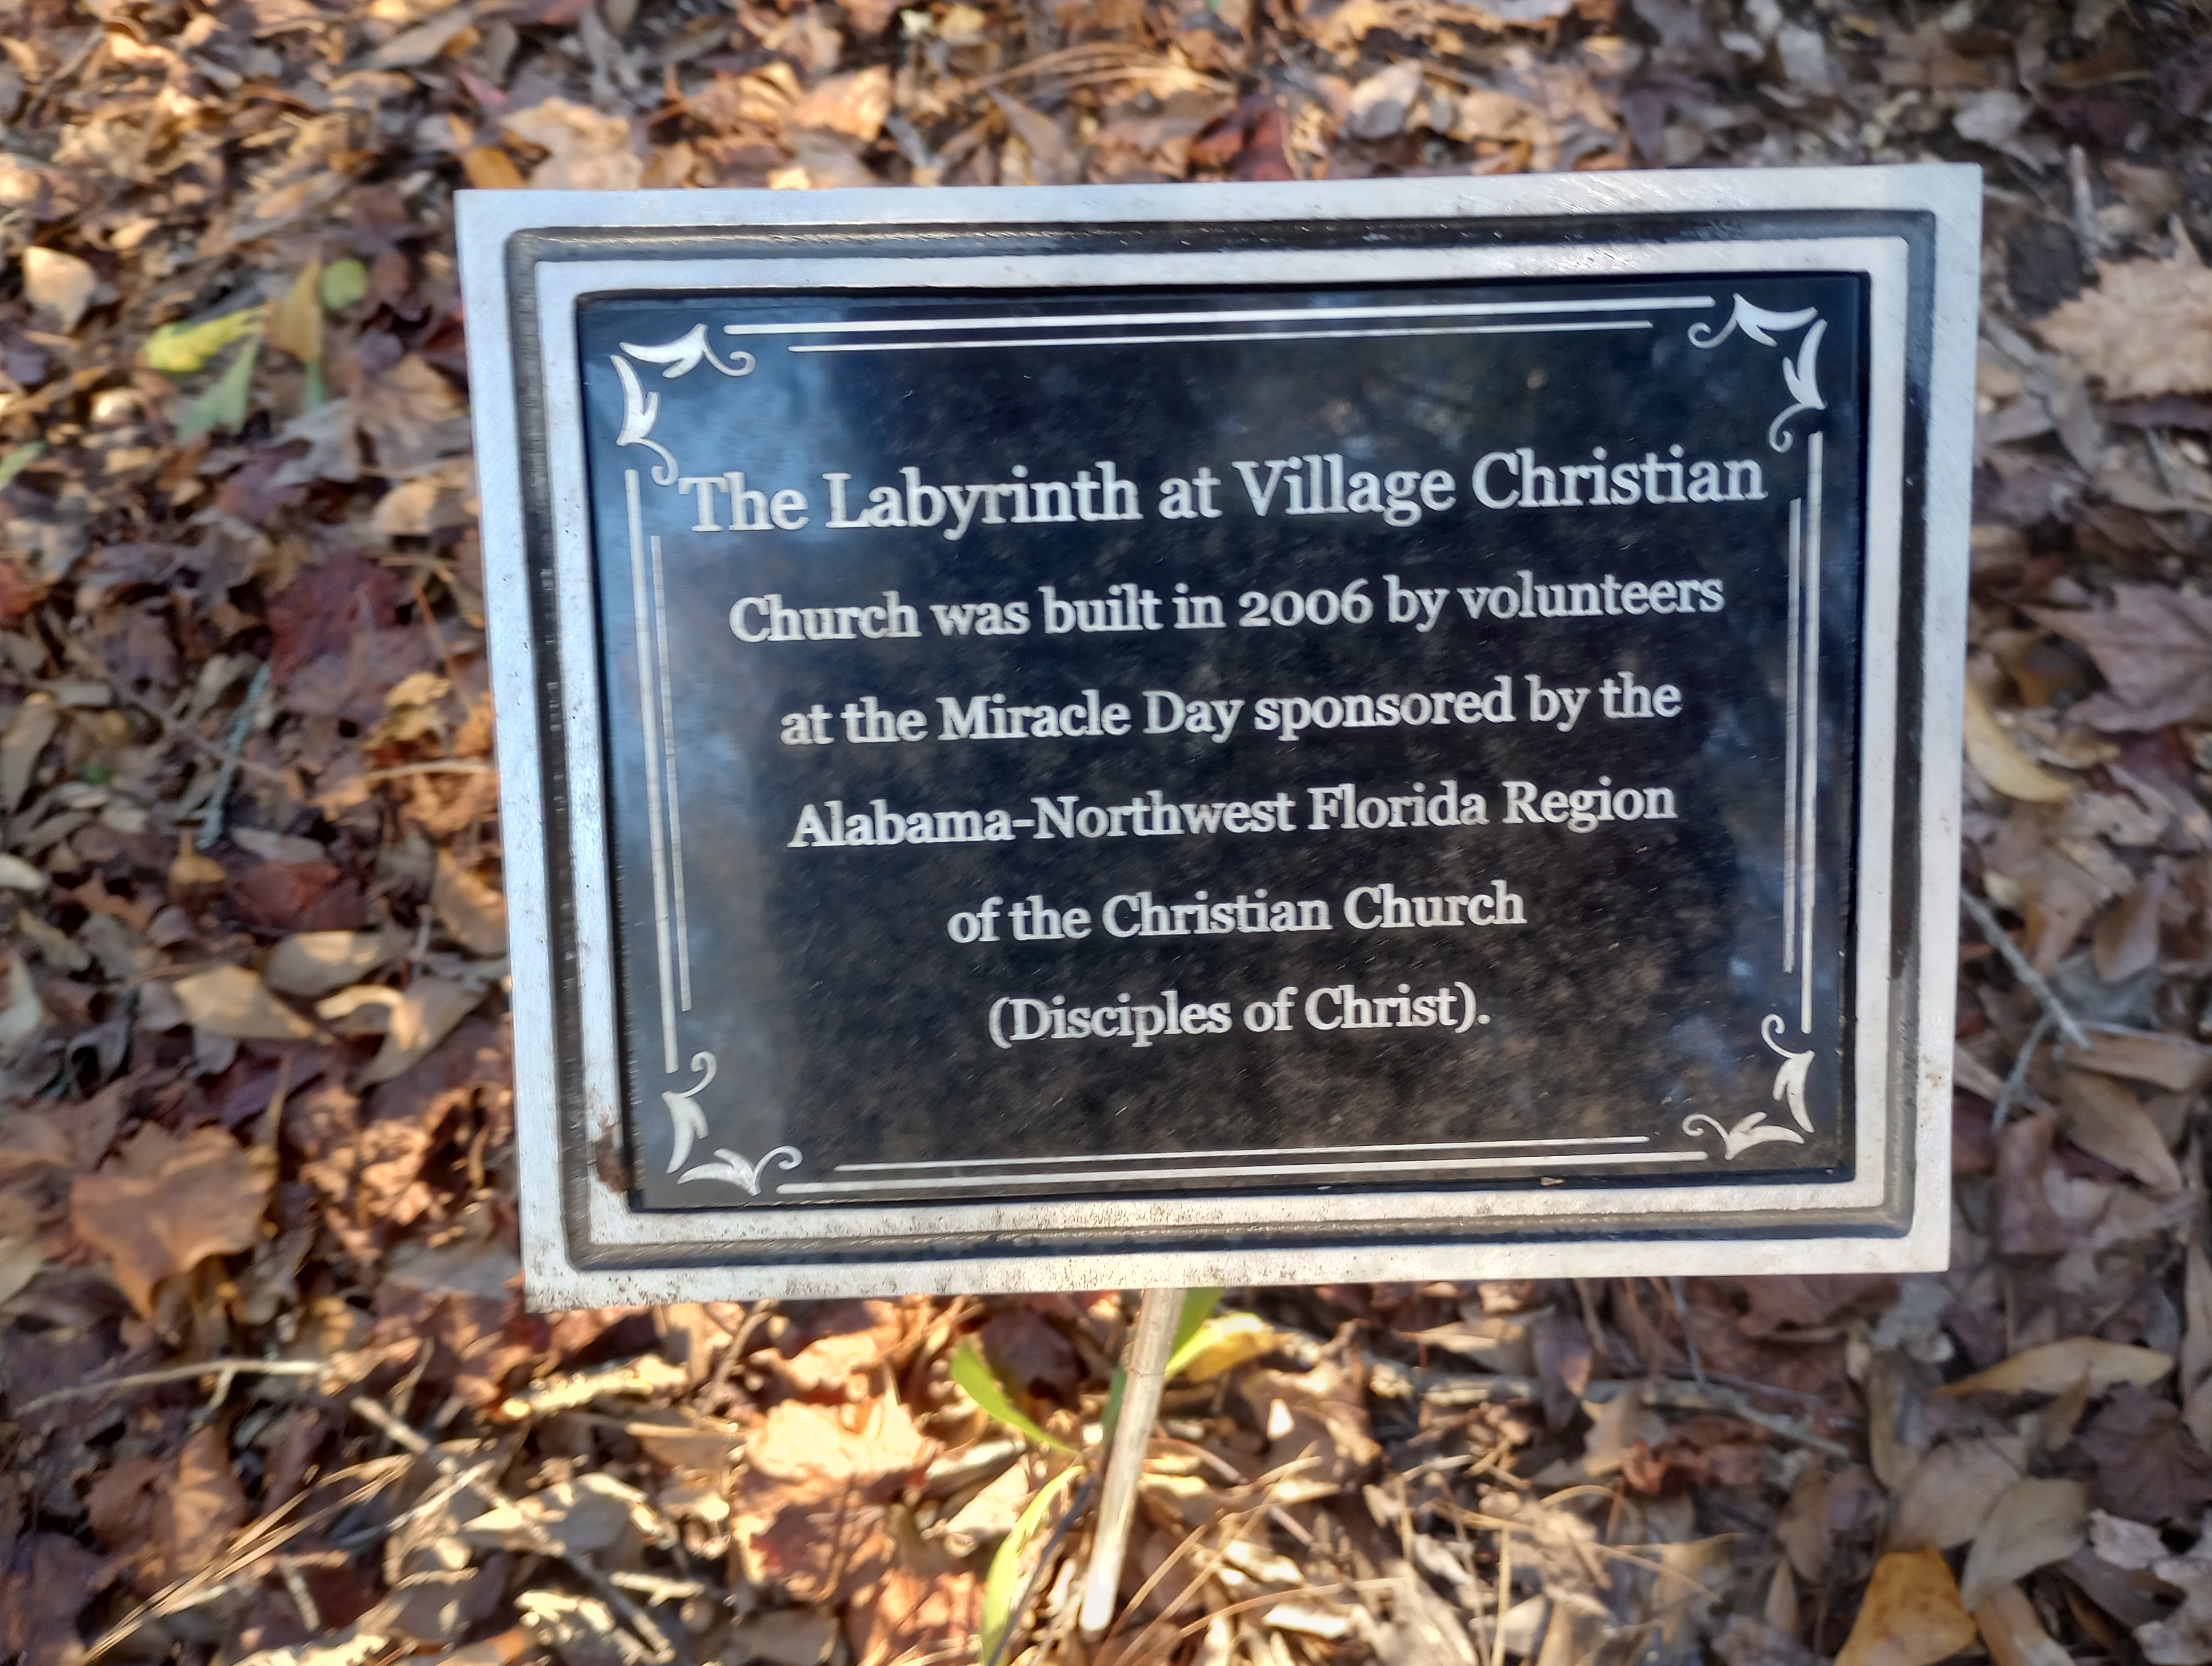 The Labyrinth at Village Christian
Church was built in 2006 by volunteers
at the Miracle Day sponsored by the
Alabama-Northwest Florida Region
of the Christian Church
(Disciples of Christ).